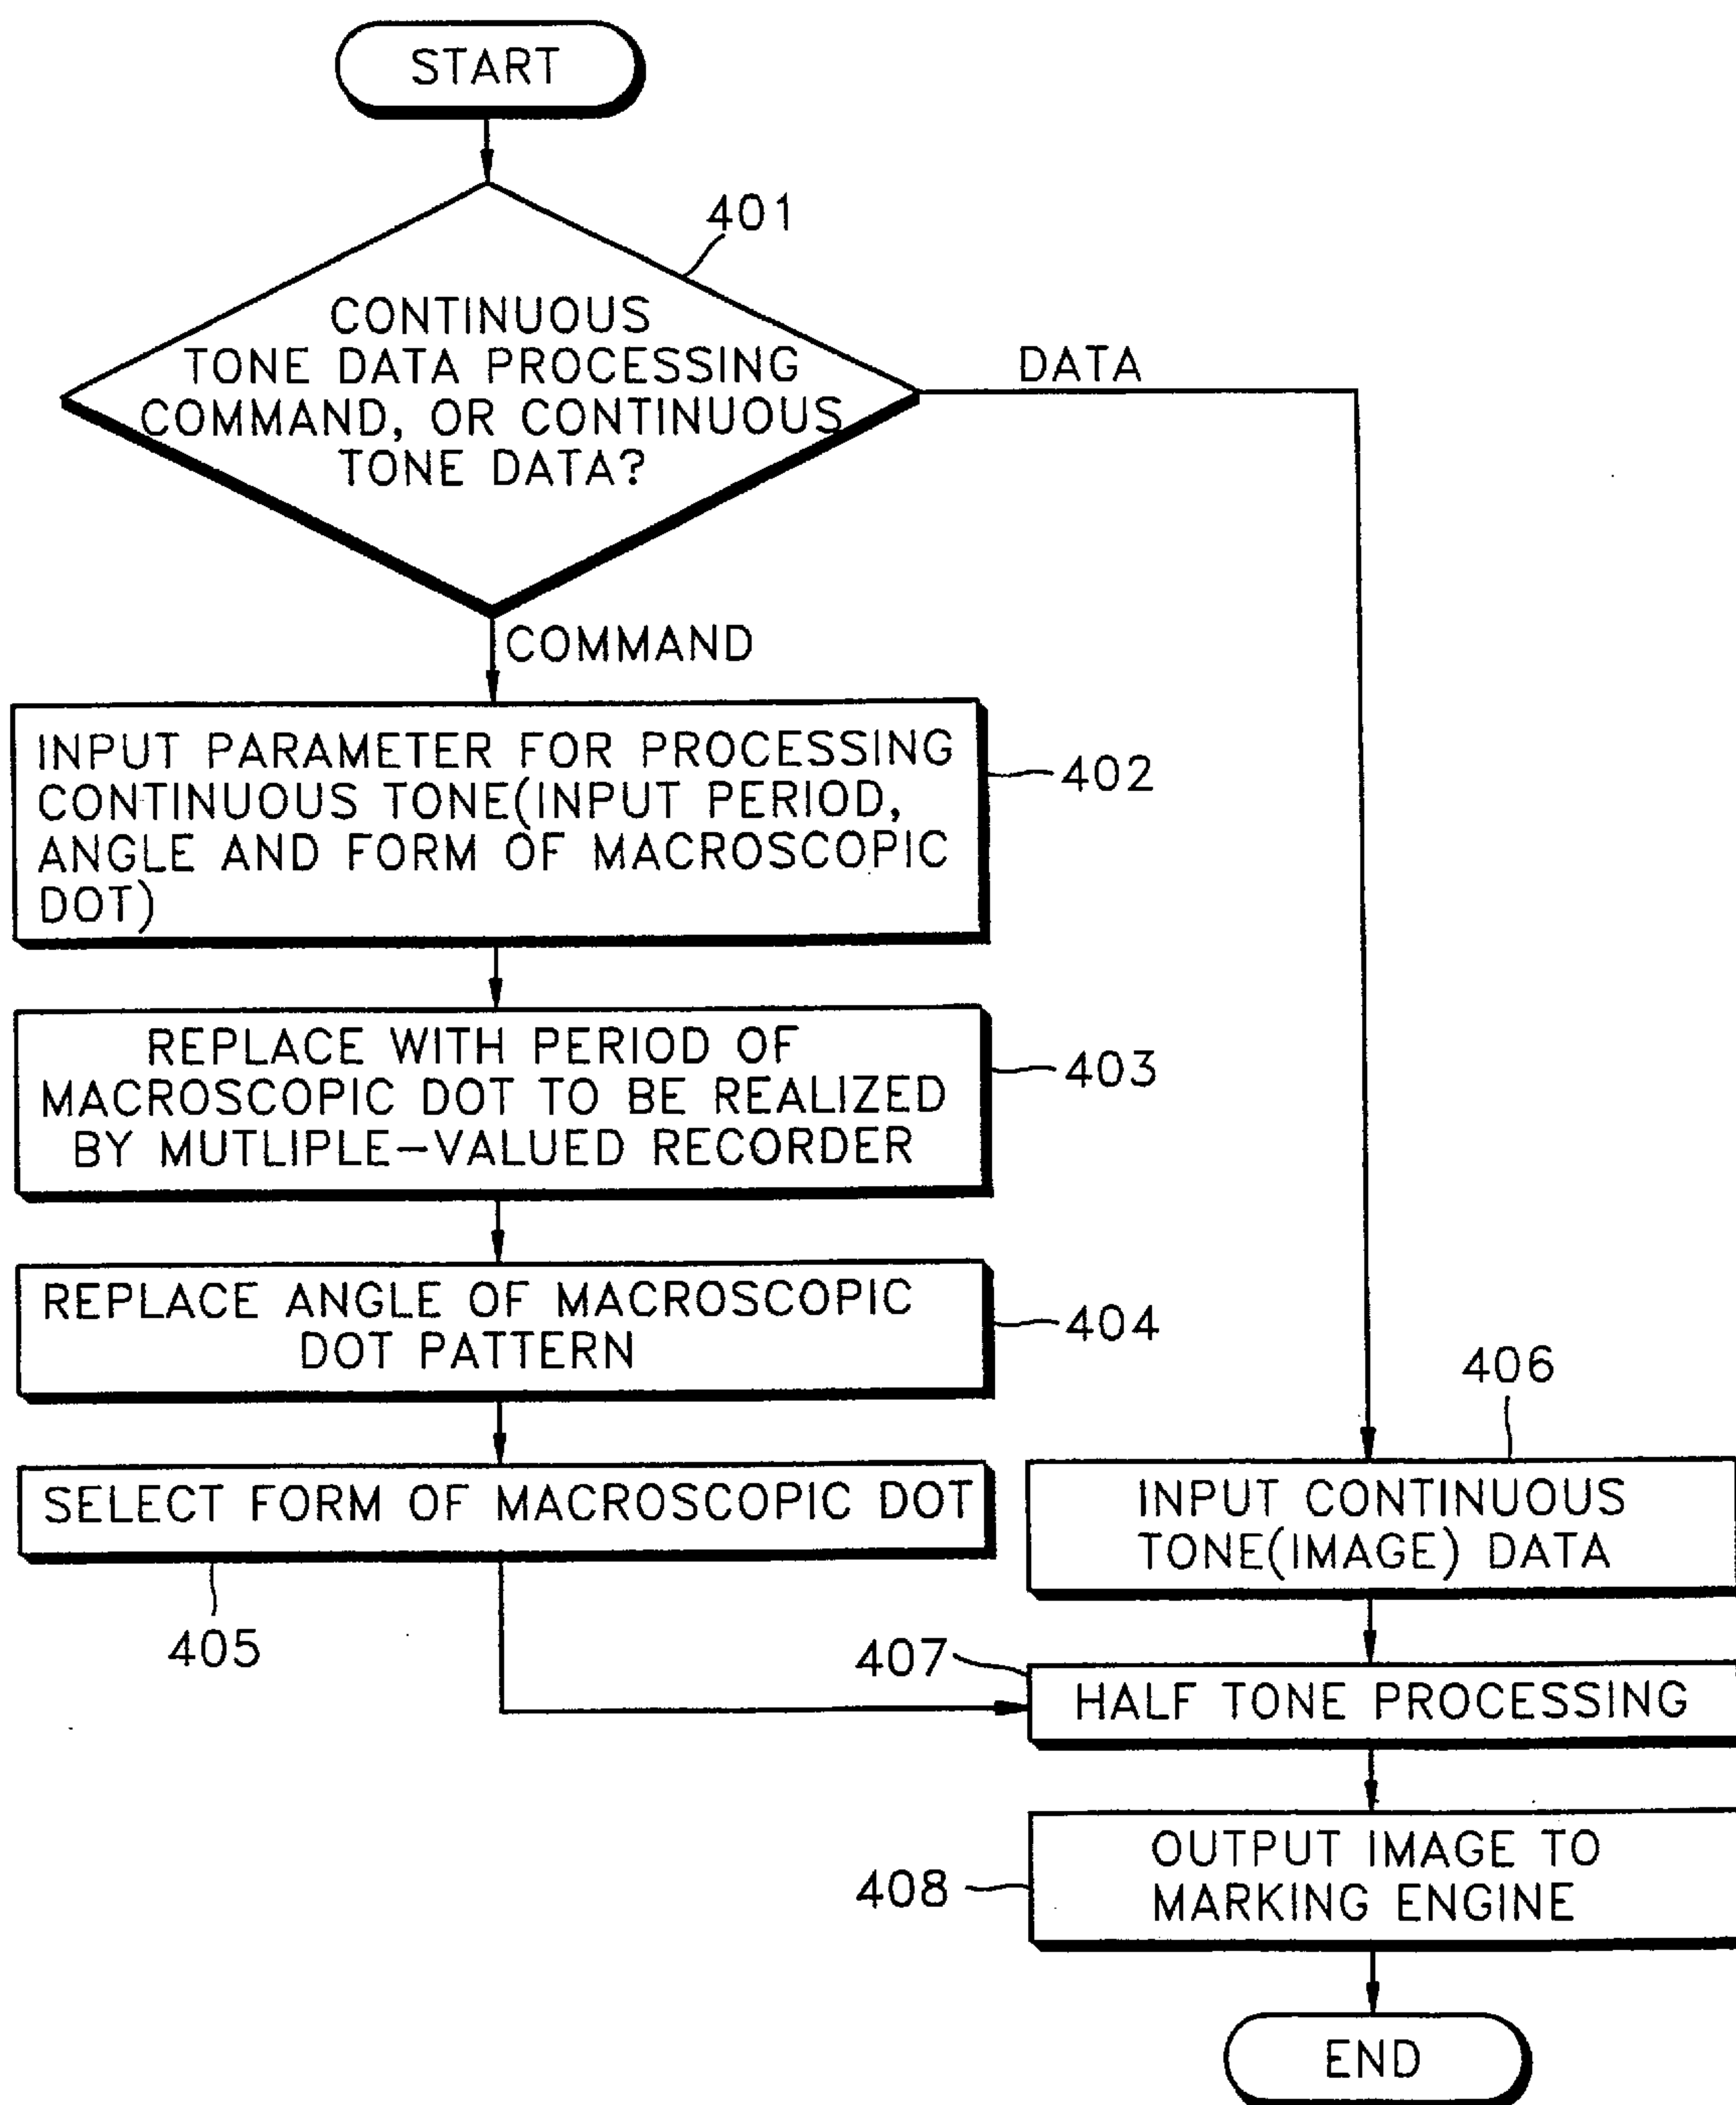 START
401
CONTINUOUS
TONE DATA PROCESSING
COMMAND, OR CONTINUOUS
TONE DATA?
DATA
COMMAND
INPUT PARAMETER FOR PROCESSING
CONTINUOUS TONE(INPUT PERIOD,
ANGLE AND FORM OF MACROSCOPIC
DOT)
402
REPLACE WITH PERIOD OF
MACROSCOPIC DOT TO BE REALIZED
BY MUTLIPLE-VALUED RECORDER
403
REPLACE ANGLE OF MACROSCOPIC
DOT PATTERN
404
SELECT FORM OF MACROSCOPIC DOT
405
406
INPUT CONTINUOUS
TONE(IMAGE) DATA
407
HALF TONE PROCESSING
408
OUTPUT IMAGE TO
MARKING ENGINE
END